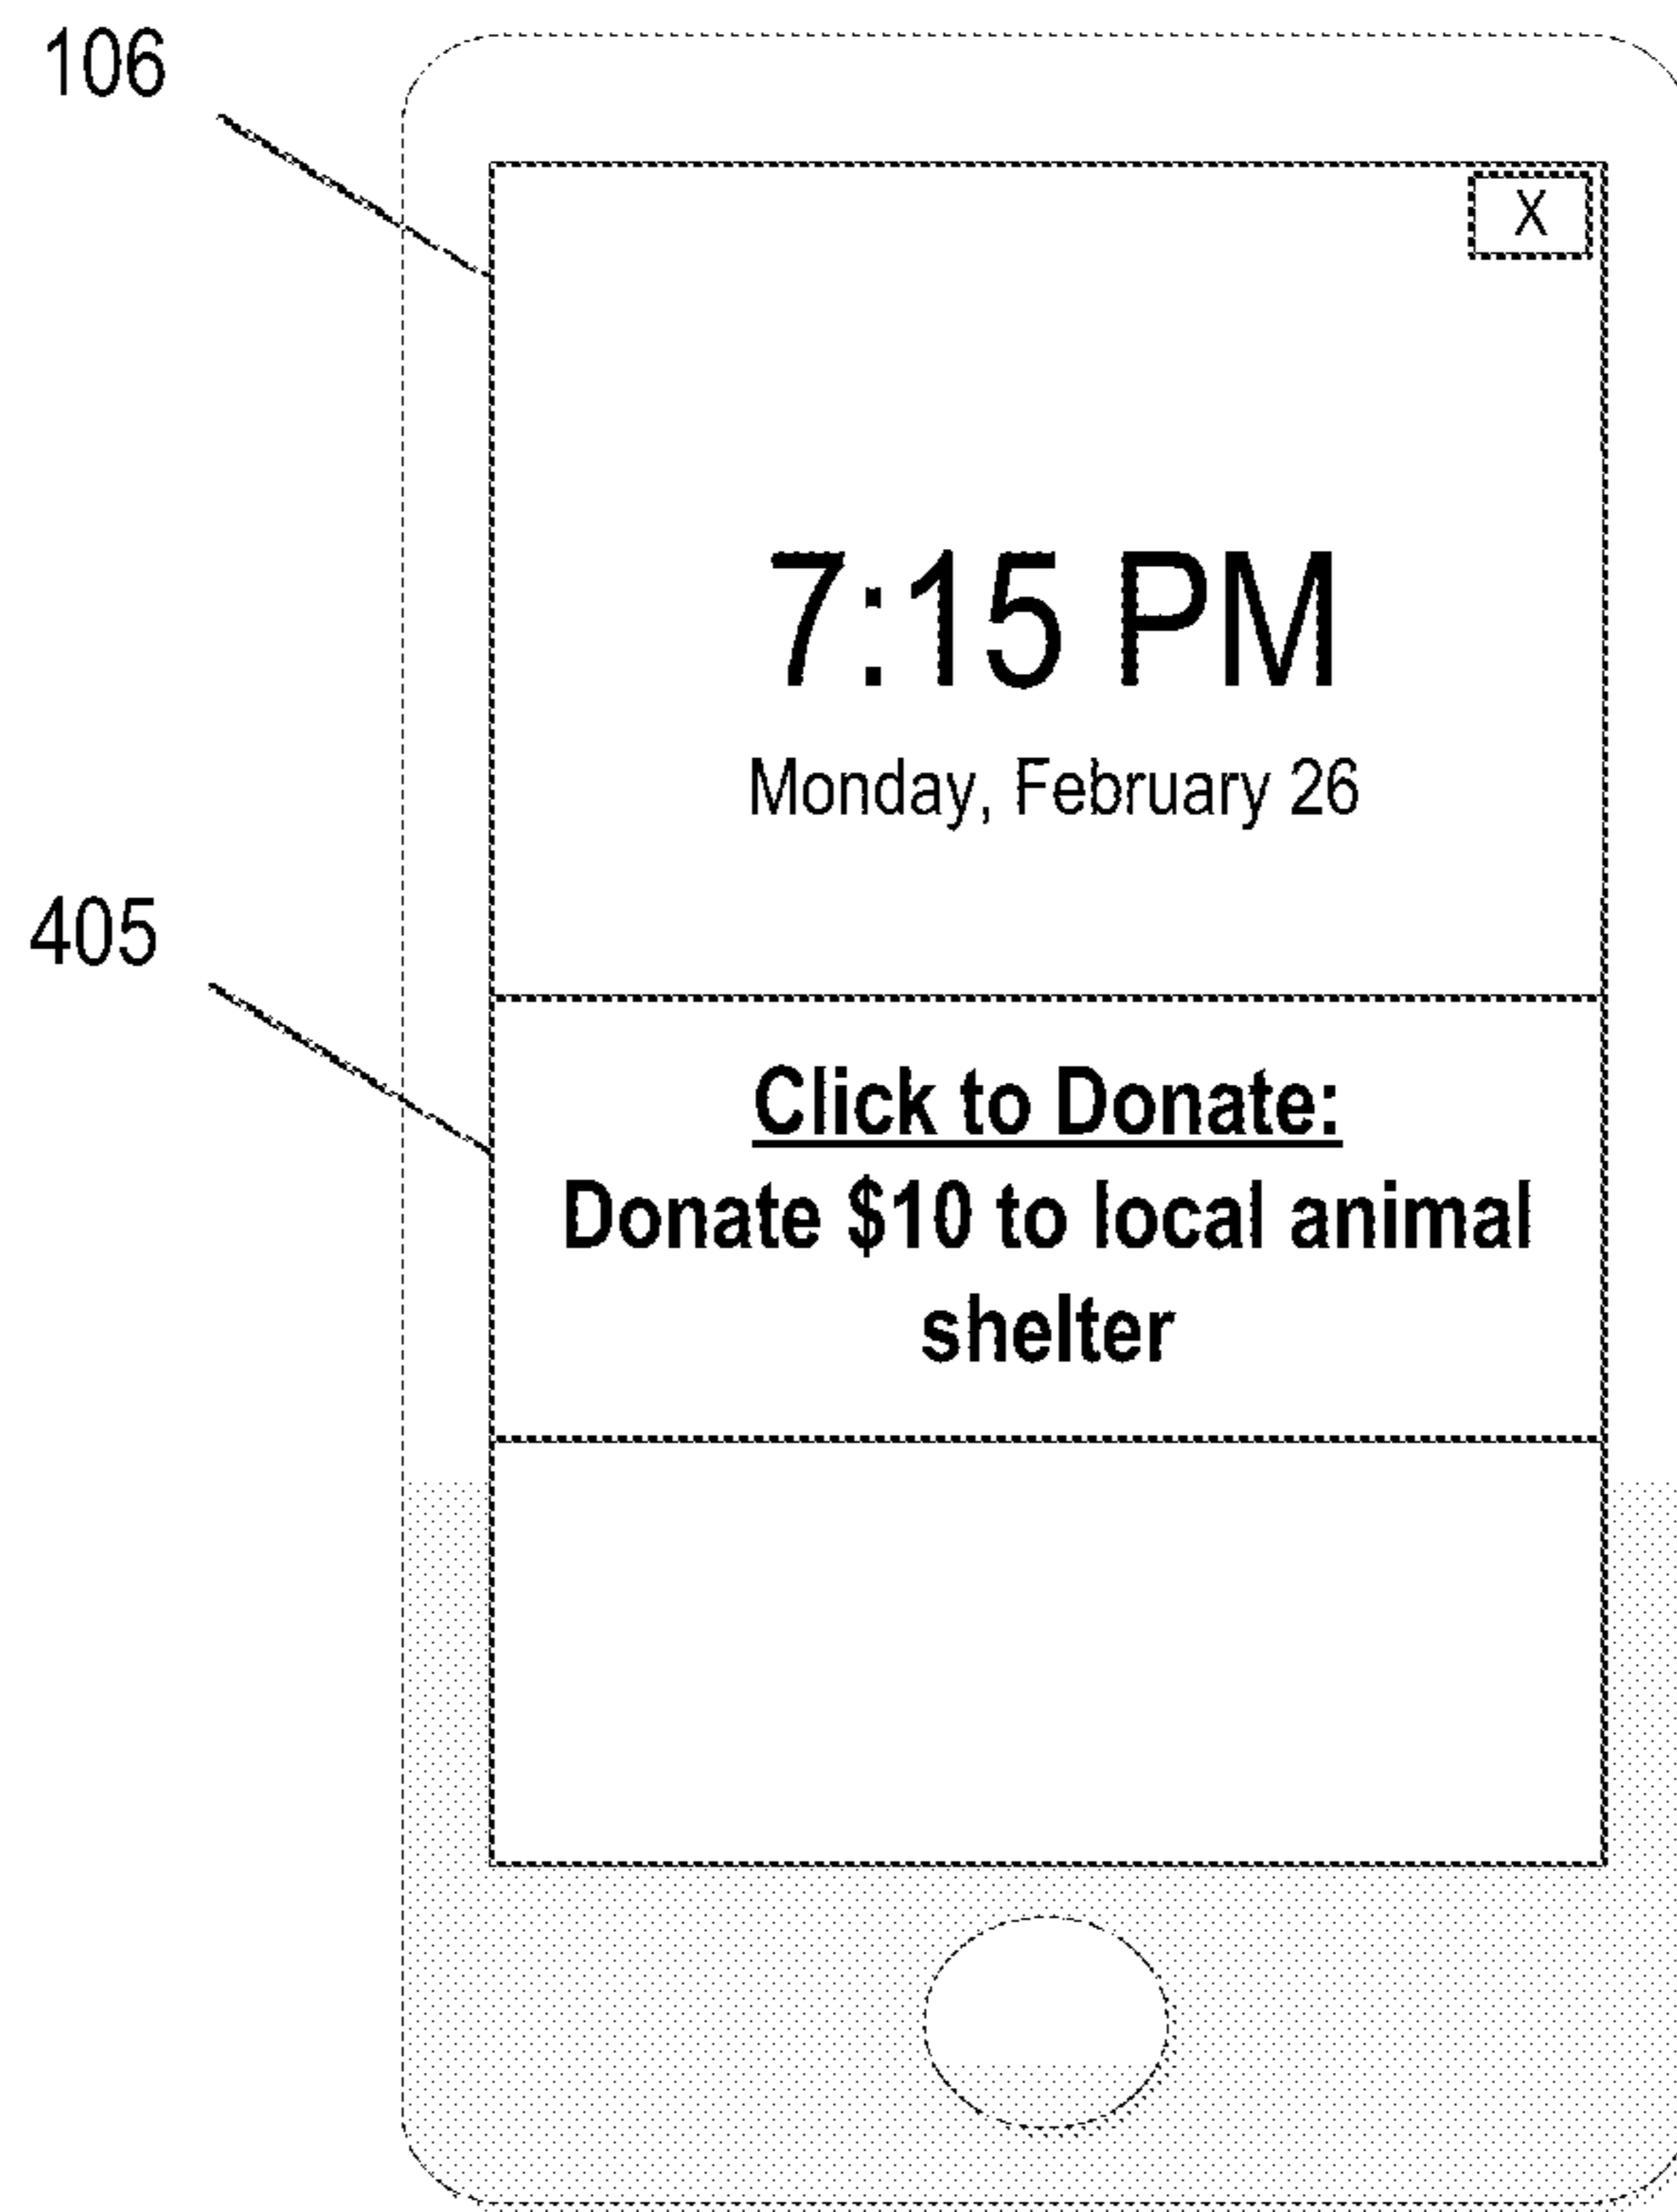 106
X
7:15 PM
Monday, February 26
405
Click to Donate:
Donate $10 to local animal
shelter